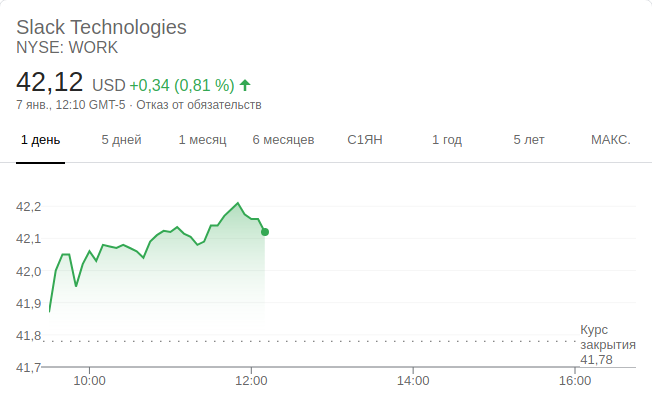 Slack Technologies
NYSE: WORK
42,12 USD +0,34 (0,81 %)
7 янв., 12:10 GMT-5 · Отказ от обязательств
1 день 5 дней 1 месяц 6 месяцев С1ЯН 1 год 5 лет МАКС.
42,2
42,1
42,0
41,9
41,8
41,7
Курс
закрытия
41,78
10:00 12:00 14:00 16:00